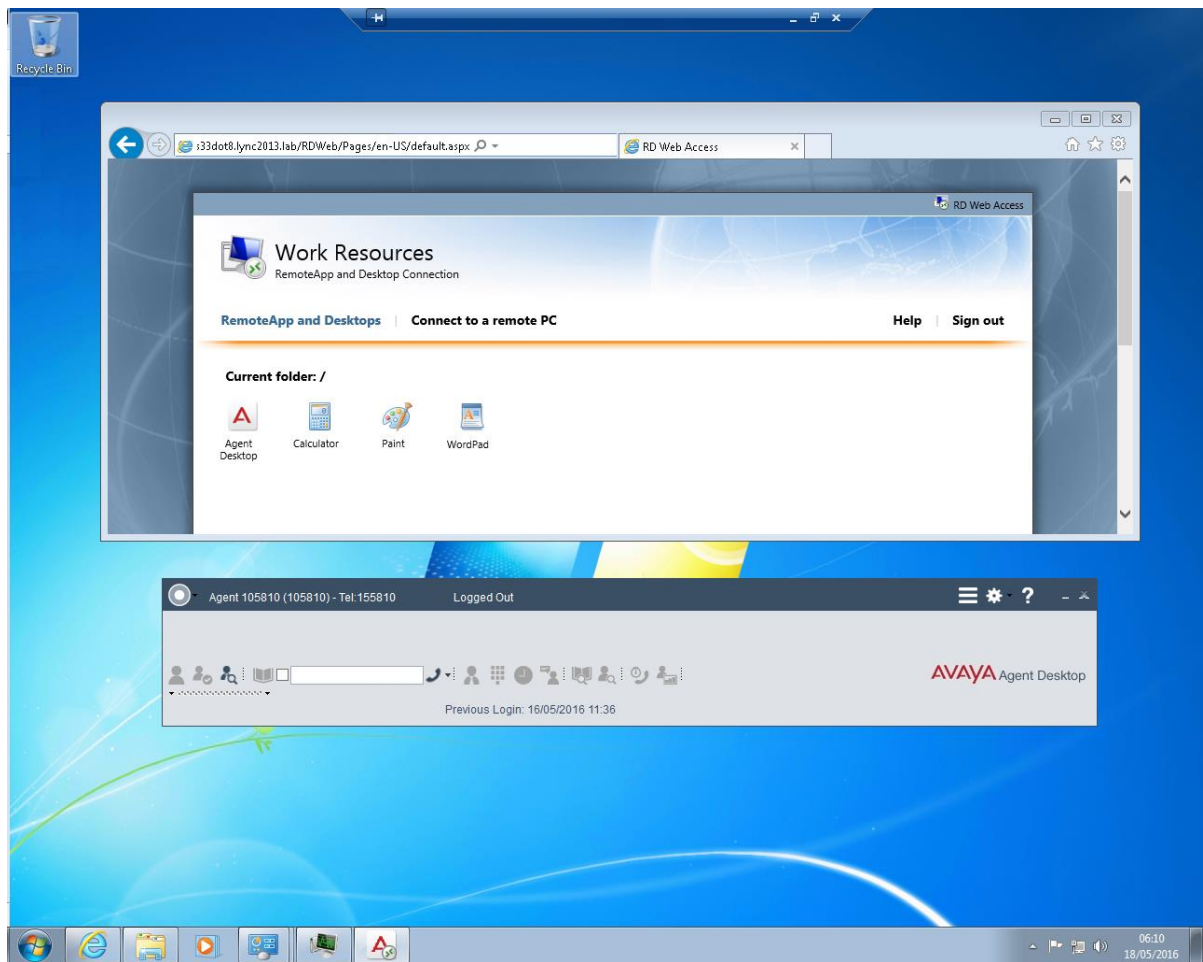 Recycle Bin
s33dot8.lync2013.lab/RDWeb/Pages/en-US/default.aspx
RD Web Access
RD Web Access
Work Resources
RemoteApp and Desktop Connection
RemoteApp and Desktops | Connect to a remote PC
Help | Sign out
Current folder: /
Agent Desktop
Calculator
Paint
WordPad
Agent 105810 (105810) - Tel:155810
Logged Out
AVAYA Agent Desktop
Previous Login: 16/05/2016 11:36
06:10
18/05/2016